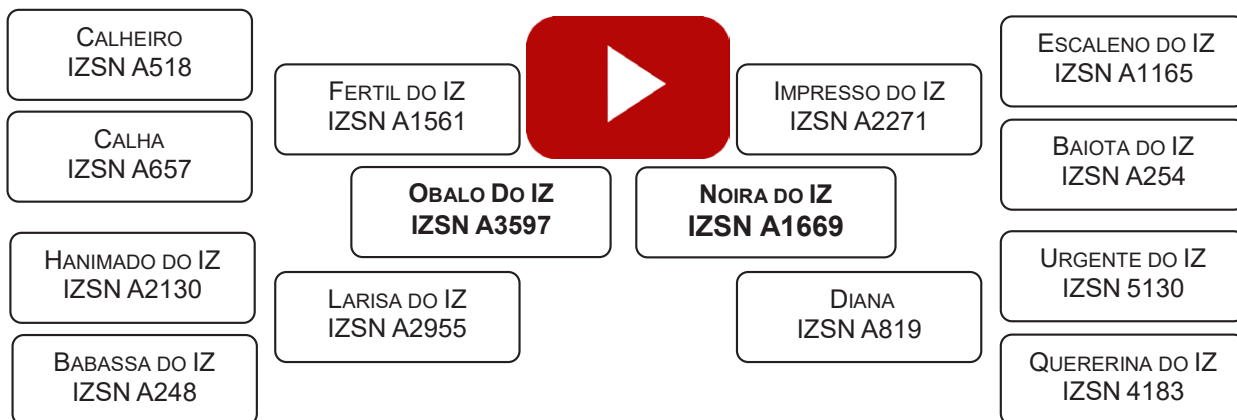 CALHEIRO
IZSN A518
CALHA
IZSN A657
HANIMADO DO IZ
IZSN A2130
BABASSA DO IZ
IZSN A248
FERTIL DO IZ
IZSN A1561
LARISA DO IZ
IZSN A2955
OBALO DO IZ
IZSN A3597
NOIRA DO IZ
IZSN A1669
IMPRESSO DO IZ
IZSN A2271
DIANA
IZSN A819
ESCALENO DO IZ
IZSN A1165
BAIOTA DO IZ
IZSN A254
URGENTE DO IZ
IZSN 5130
QUERERINA DO IZ
IZSN 4183